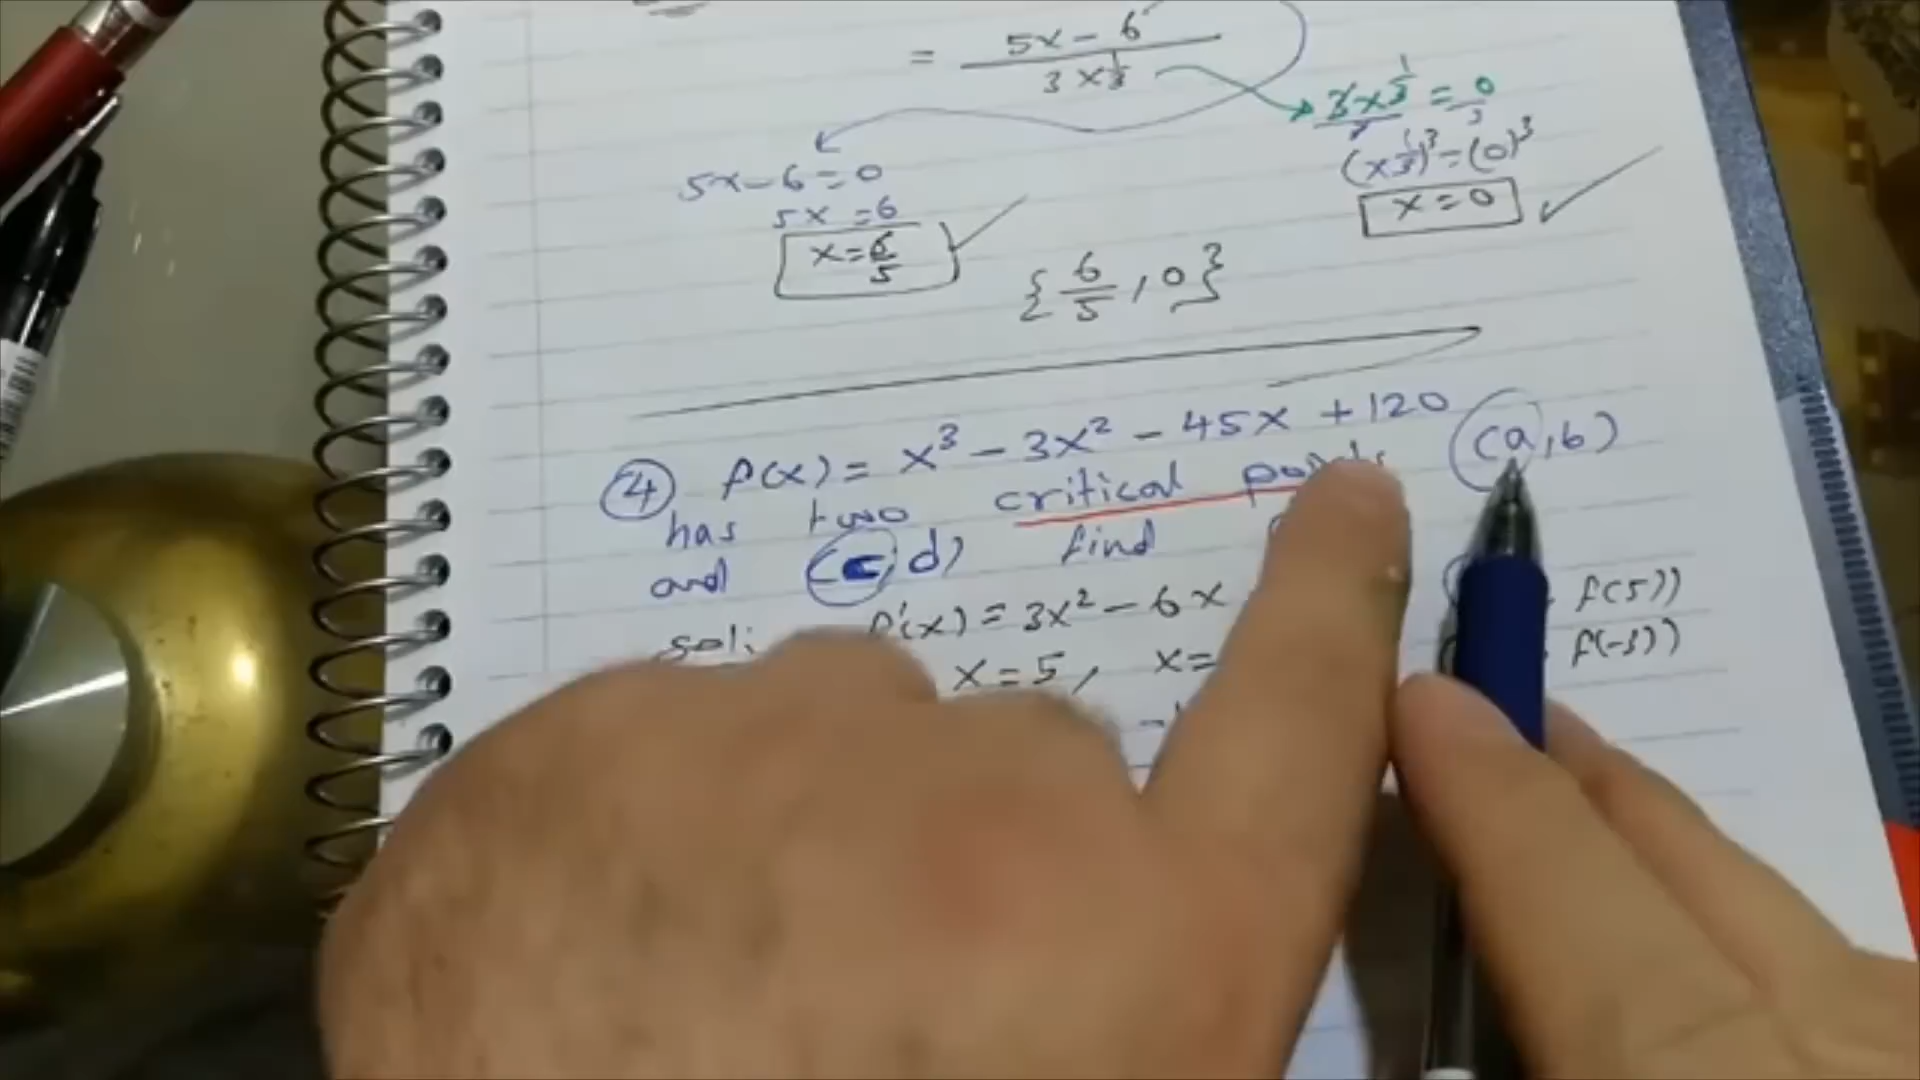 = 5x - 6 / 3x^(1/3)
3x^(1/3) = 0
(x^(1/3))^3 = (0)^3
x = 0
5x - 6 = 0
5x = 6
x = 6/5
{6/5, 0}
④ f(x) = x³ - 3x² - 45x + 120
has two critical points (a, b)
and (c, d) find
sol: f'(x) = 3x² - 6x
x = 5, x =
f(5))
f(-3))